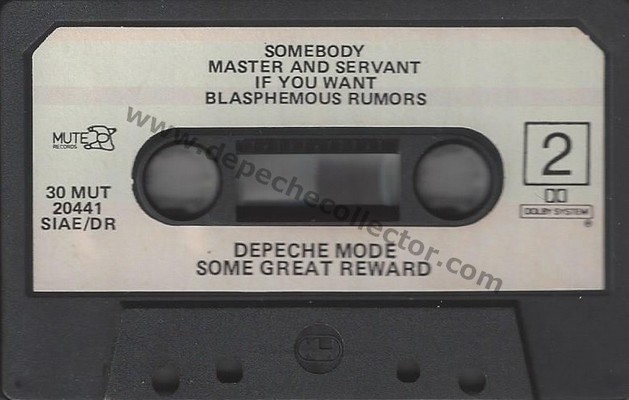 SOMEBODY
MASTER AND SERVANT
IF YOU WANT
BLASPHEMOUS RUMORS
MUTE
RECORDS
2
30 MUT
20441
SIAE/DR
DOLBY SYSTEM
®
DEPECHE MODE
SOME GREAT REWARD
www.depechecollector.com